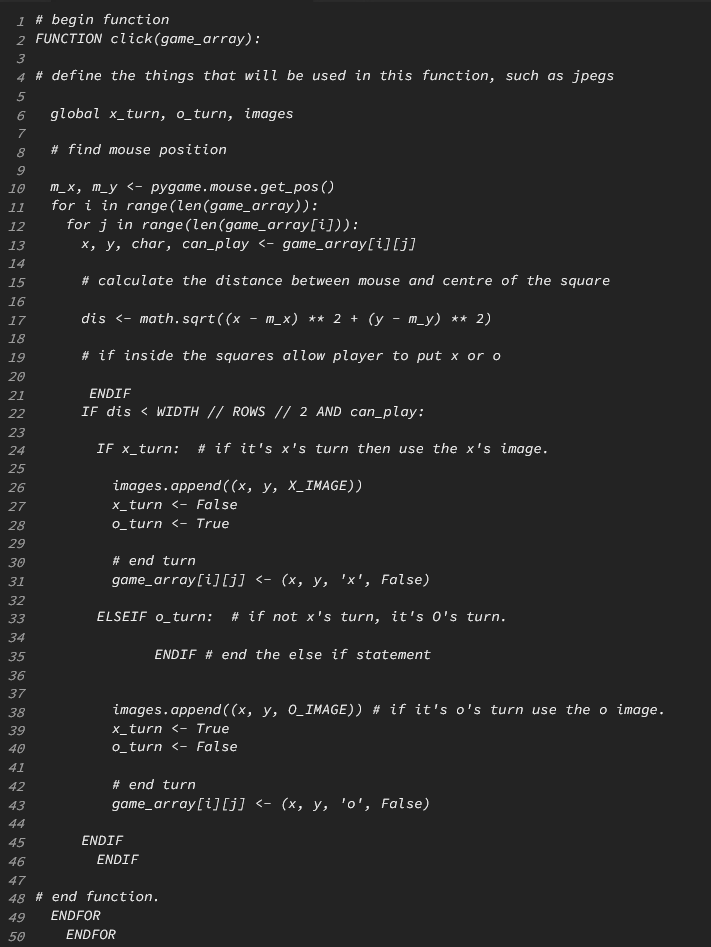 1 # begin function
2 FUNCTION click(game_array):
3
4 # define the things that will be used in this function, such as jpegs
5
6 global x_turn, o_turn, images
7
8 # find mouse position
9
10 m_x, m_y <- pygame.mouse.get_pos()
11 for i in range(len(game_array)):
12 for j in range(len(game_array[i])):
13 x, y, char, can_play <- game_array[i][j]
14
15 # calculate the distance between mouse and centre of the square
16
17 dis <- math.sqrt((x - m_x) ** 2 + (y - m_y) ** 2)
18
19 # if inside the squares allow player to put x or o
20
21 ENDIF
22 IF dis < WIDTH // ROWS // 2 AND can_play:
23
24 IF x_turn: # if it's x's turn then use the x's image.
25
26 images.append((x, y, X_IMAGE))
27 x_turn <- False
28 o_turn <- True
29
30 # end turn
31 game_array[i][j] <- (x, y, 'x', False)
32
33 ELSEIF o_turn: # if not x's turn, it's O's turn.
34
35 ENDIF # end the else if statement
36
37
38 images.append((x, y, O_IMAGE)) # if it's o's turn use the o image.
39 x_turn <- True
40 o_turn <- False
41
42 # end turn
43 game_array[i][j] <- (x, y, 'o', False)
44
45 ENDIF
46 ENDIF
47
48 # end function.
49 ENDFOR
50 ENDFOR